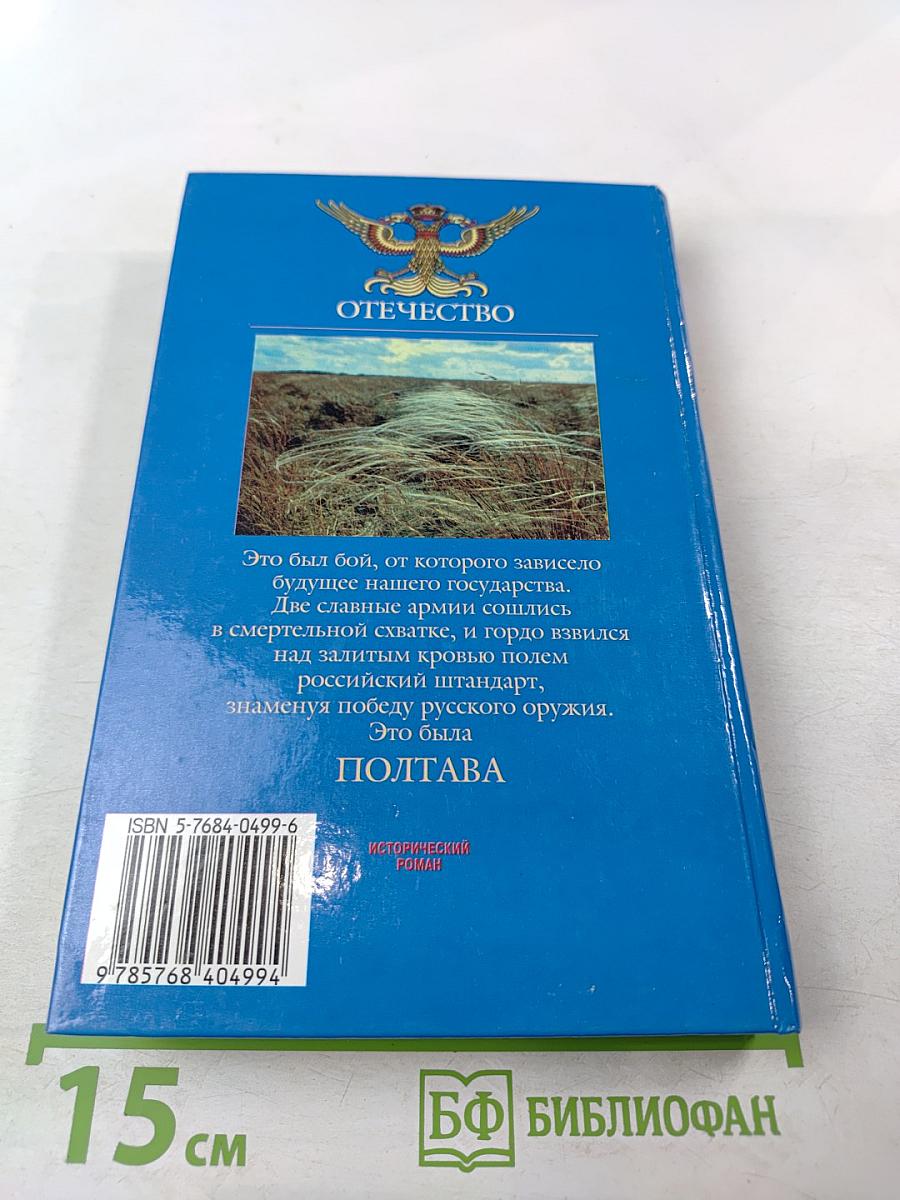 ОТЕЧЕСТВО
Это был бой, от которого зависело
будущее нашего государства.
Две славные армии сошлись
в смертельной схватке, и гордо взвился
над залитым кровью полем
российский штандарт,
знаменуя победу русского оружия.
Это была
ПОЛТАВА
ISBN 5-7684-0499-6
ИСТОРИЧЕСКИЙ
РОМАН
9 785768 404994
15 см
БФ БИБЛИОФАН